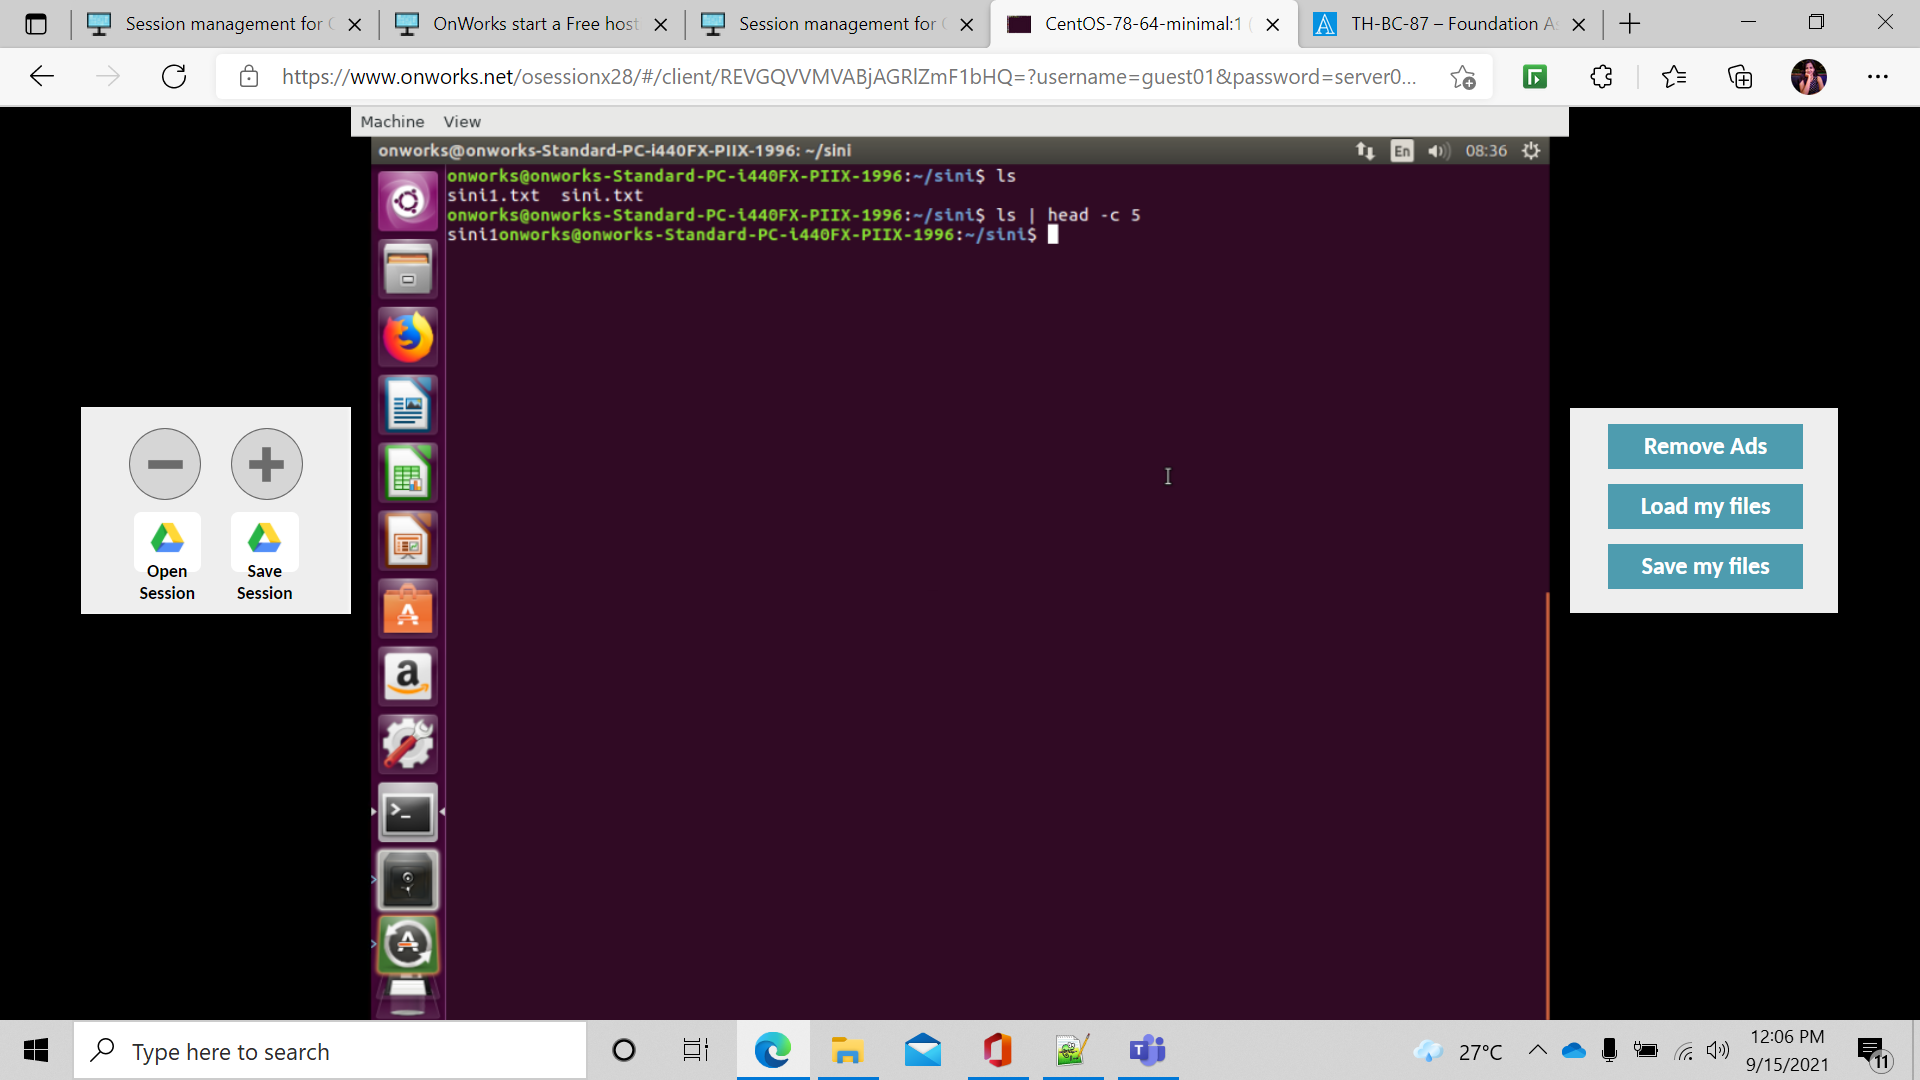 Session management for
OnWorks start a Free host
Session management for
CentOS-78-64-minimal:1
TH-BC-87 – Foundation As
https://www.onworks.net/osessionx28/#/client/REVGQVVMVABjAGRlZmF1bHQ=?username=guest01&password=server0...
Machine View
onworks@onworks-Standard-PC-i440FX-PIIX-1996: ~/sini
En
08:36
onworks@onworks-Standard-PC-i440FX-PIIX-1996:~/sini$ ls
sini1.txt  sini.txt
onworks@onworks-Standard-PC-i440FX-PIIX-1996:~/sini$ ls | head -c 5
sini1onworks@onworks-Standard-PC-i440FX-PIIX-1996:~/sini$
Open Session
Save Session
Remove Ads
Load my files
Save my files
Type here to search
27°C
12:06 PM
9/15/2021
11